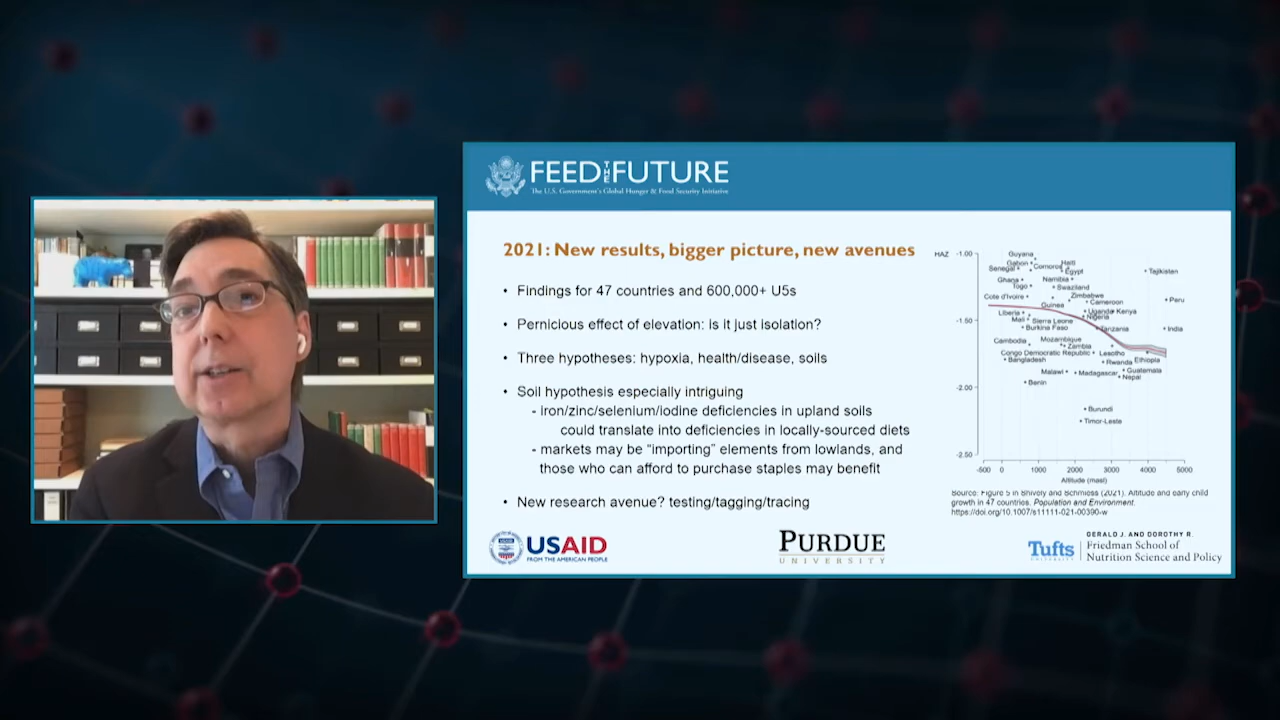 FEED THE FUTURE
The U.S. Government's Global Hunger & Food Security Initiative
2021: New results, bigger picture, new avenues
• Findings for 47 countries and 600,000+ U5s
• Pernicious effect of elevation: is it just isolation?
• Three hypotheses: hypoxia, health/disease, soils
• Soil hypothesis especially intriguing
- iron/zinc/selenium/iodine deficiencies in upland soils
could translate into deficiencies in locally-sourced diets
- markets may be “importing” elements from lowlands, and
those who can afford to purchase staples may benefit
• New research avenue? testing/tagging/tracing
HAZ
-1.00
-1.50
-2.00
-2.50
Guyana
Gabon
Haiti
Senegal
Comoros
Egypt
Tajikistan
Ghana
Namibia
Togo
Swaziland
Cote d'Ivoire
Zimbabwe
Cameroon
Peru
Guinea
Liberia
Uganda
Kenya
Mali
Sierra Leone
Nigeria
Burkina Faso
Tanzania
India
Cambodia
Mozambique
Zambia
Congo Democratic Republic
Lesotho
Bangladesh
Rwanda
Ethiopia
Malawi
Madagascar
Guatemala
Nepal
Benin
Burundi
Timor-Leste
-500 0 1000 2000 3000 4000 5000
Altitude (masl)
Source: Figure 5 in Shively and Schmiess (2021). Altitude and early child
growth in 47 countries. Population and Environment.
https://doi.org/10.1007/s11111-021-00390-w
USAID
FROM THE AMERICAN PEOPLE
PURDUE
UNIVERSITY
Tufts
UNIVERSITY
GERALD J. AND DOROTHY R.
Friedman School of
Nutrition Science and Policy